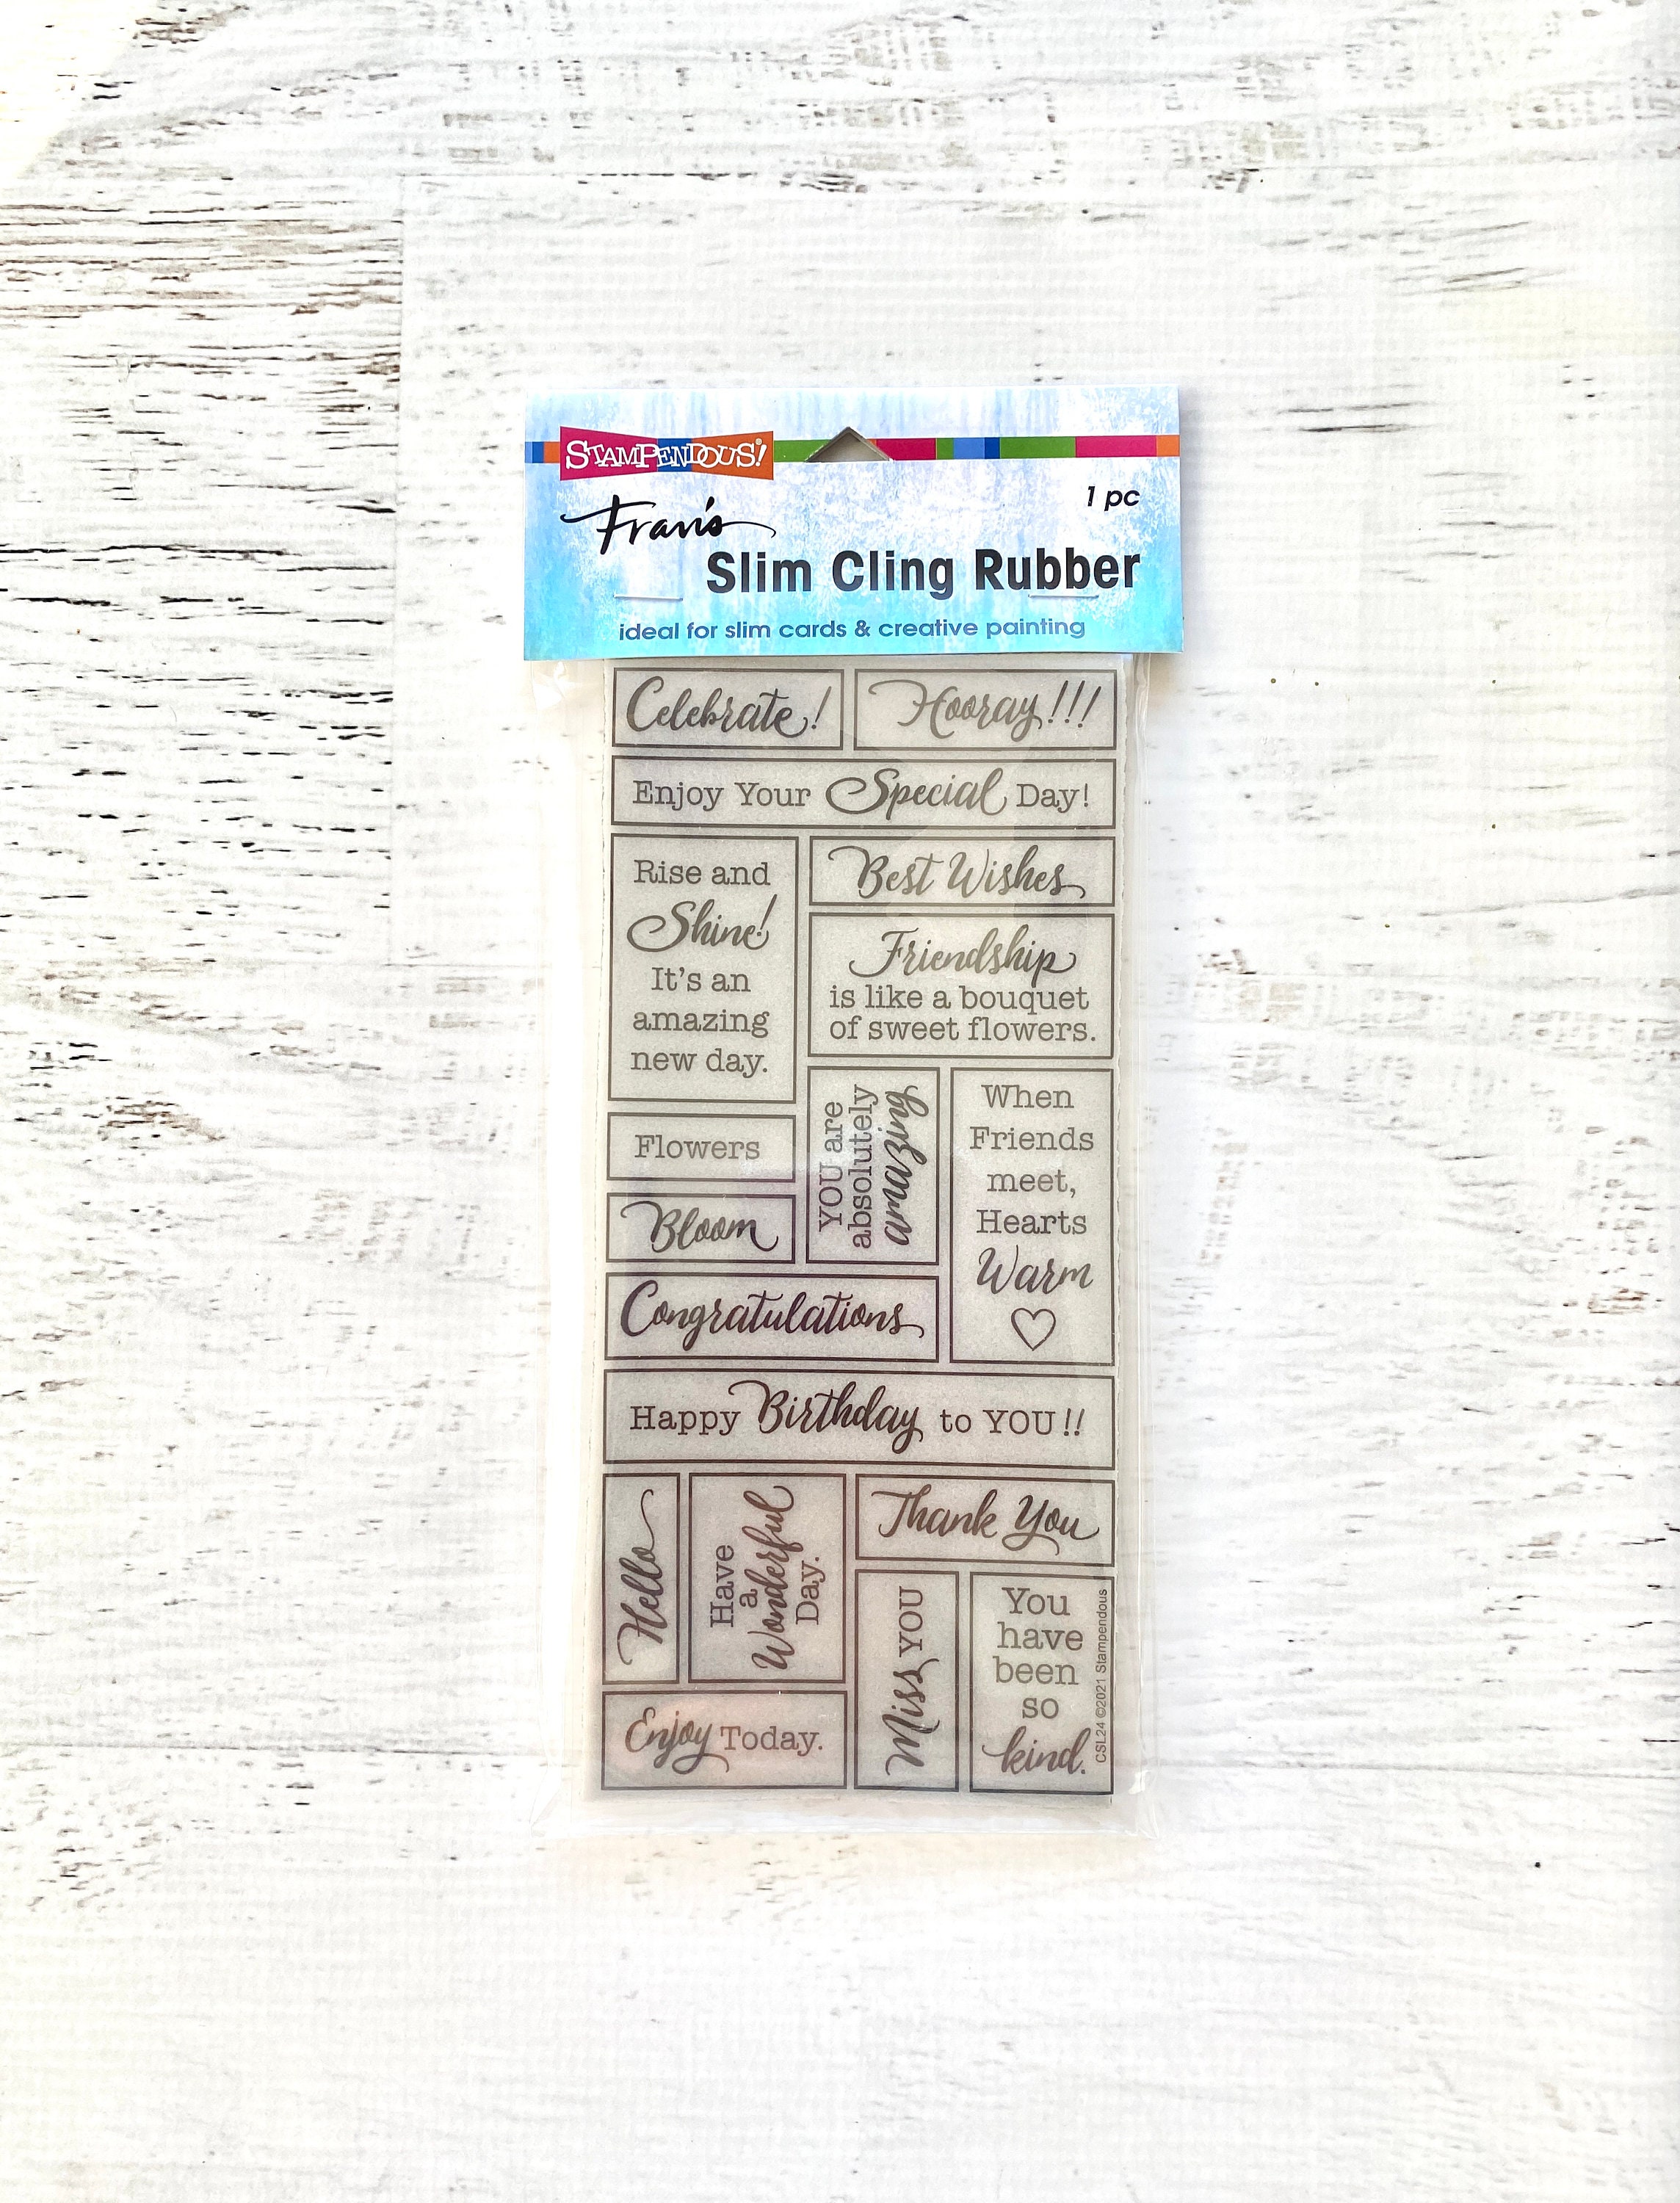 STAMPENDOUS!®
1 pc
Fran's
Slim Cling Rubber
ideal for slim cards & creative painting
Celebrate!
Hooray!!!
Enjoy Your Special Day!
Rise and
Shine!
It's an
amazing
new day.
Best Wishes
Friendship
is like a bouquet
of sweet flowers.
Flowers
Bloom
YOU are
absolutely
amazing
When
Friends
meet,
Hearts
Warm
Congratulations
Happy Birthday to YOU!!
Hello
Have
a
Wonderful
Day.
Thank You
Enjoy Today.
Miss YOU
You
have
been
so
kind.
CSL24 ©2021 Stampendous